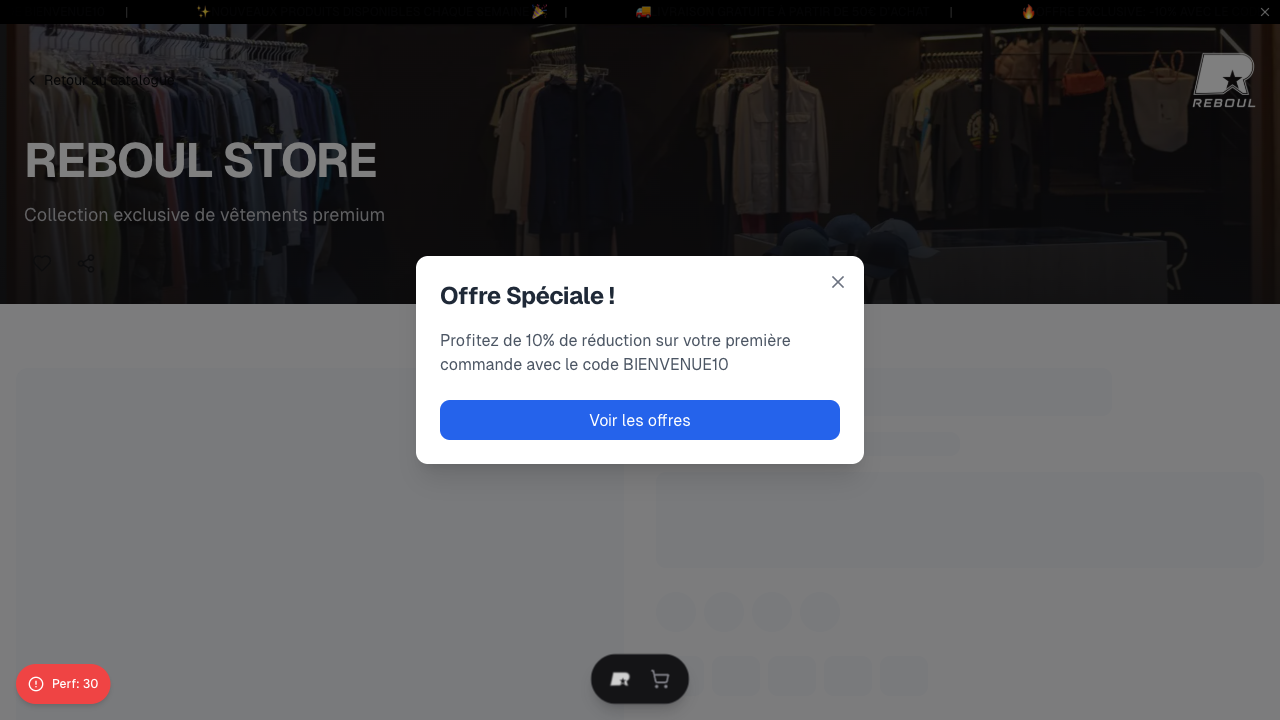 Retour au catalogue
REBOUL
REBOUL STORE
Collection exclusive de vêtements premium
Offre Spéciale !
Profitez de 10% de réduction sur votre première
commande avec le code BIENVENUE10
Voir les offres
Perf: 30